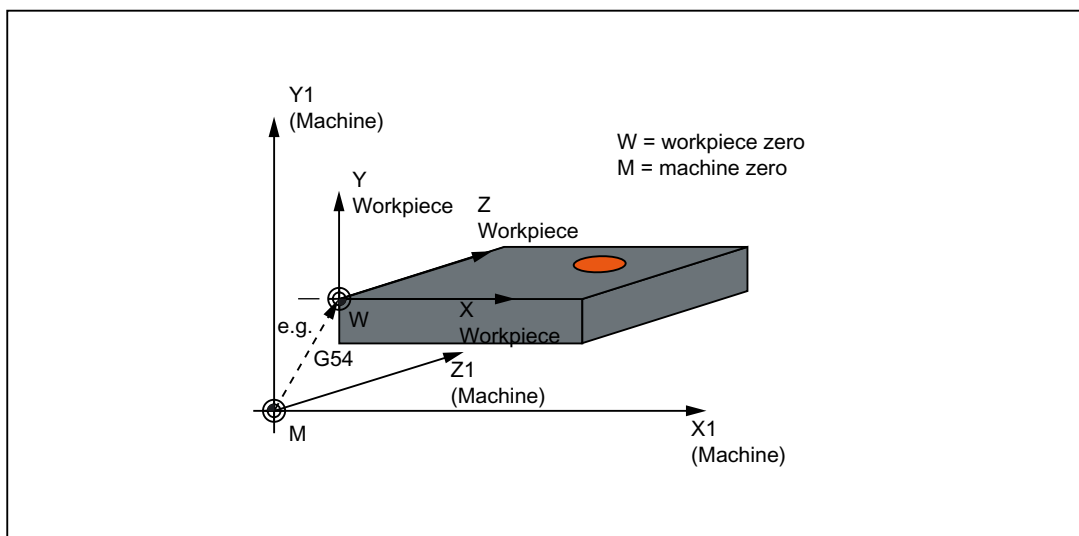 Y1
(Machine)
W = workpiece zero
M = machine zero
Y
Workpiece
Z
Workpiece
X
Workpiece
W
e.g.
G54
Z1
(Machine)
M
X1
(Machine)